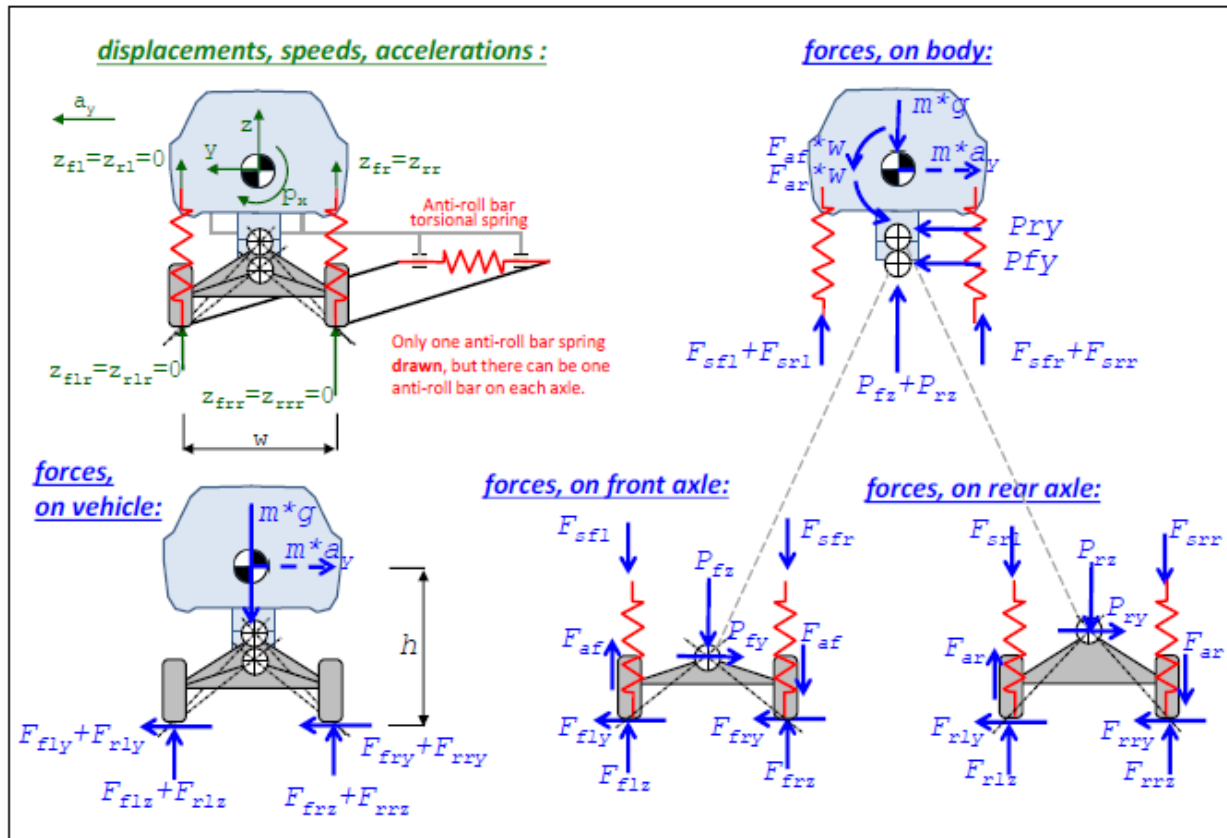 displacements, speeds, accelerations :
a_y
z
y
z_fl=z_rl=0
z_fr=z_rr
p_x
Anti-roll bar
torsional spring
Only one anti-roll bar spring
drawn, but there can be one
anti-roll bar on each axle.
z_flr=z_rlr=0
z_frr=z_rrr=0
w
forces, on body:
m*g
F_af*w
F_ar*w
m*a_y
Pry
Pfy
F_sfl+F_srl
F_sfr+F_srr
P_fz+P_rz
forces,
on vehicle:
m*g
m*a_y
h
F_fly+F_rly
F_fry+F_rry
F_flz+F_rlz
F_frz+F_rrz
forces, on front axle:
F_sfl
F_sfr
P_fz
P_fy
F_af
F_af
F_fly
F_fry
F_flz
F_frz
forces, on rear axle:
F_srl
F_srr
P_rz
P_ry
F_ar
F_ar
F_rly
F_rry
F_rlz
F_rrz